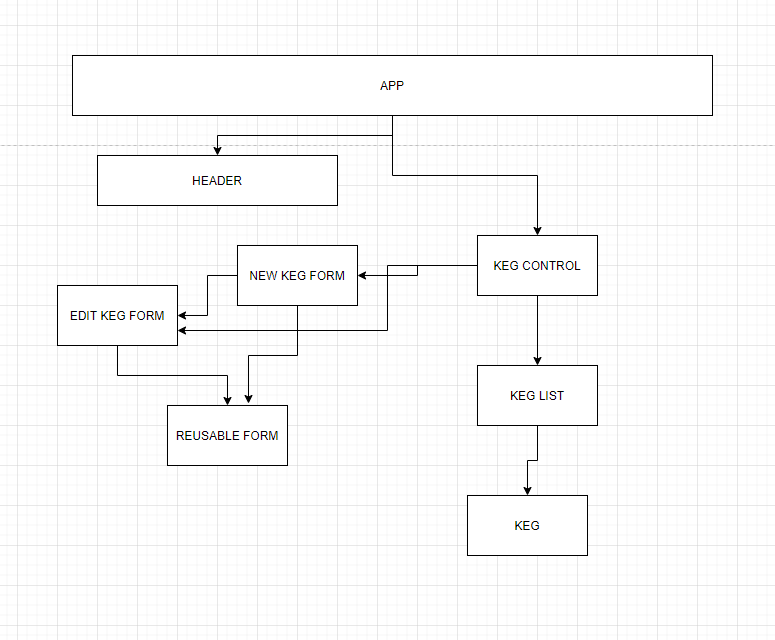 APP
HEADER
KEG CONTROL
NEW KEG FORM
EDIT KEG FORM
KEG LIST
REUSABLE FORM
KEG